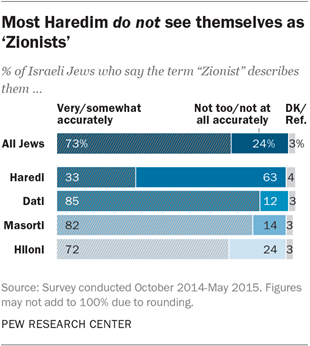 Most Haredim do not see themselves as
‘Zionists’
% of Israeli Jews who say the term “Zionist” describes
them ...
Very/somewhat accurately Not too/not at all accurately DK/Ref.
All Jews 73% 24% 3%
Haredi 33 63 4
Dati 85 12 3
Masorti 82 14 3
Hiloni 72 24 3
Source: Survey conducted October 2014-May 2015. Figures
may not add to 100% due to rounding.
PEW RESEARCH CENTER